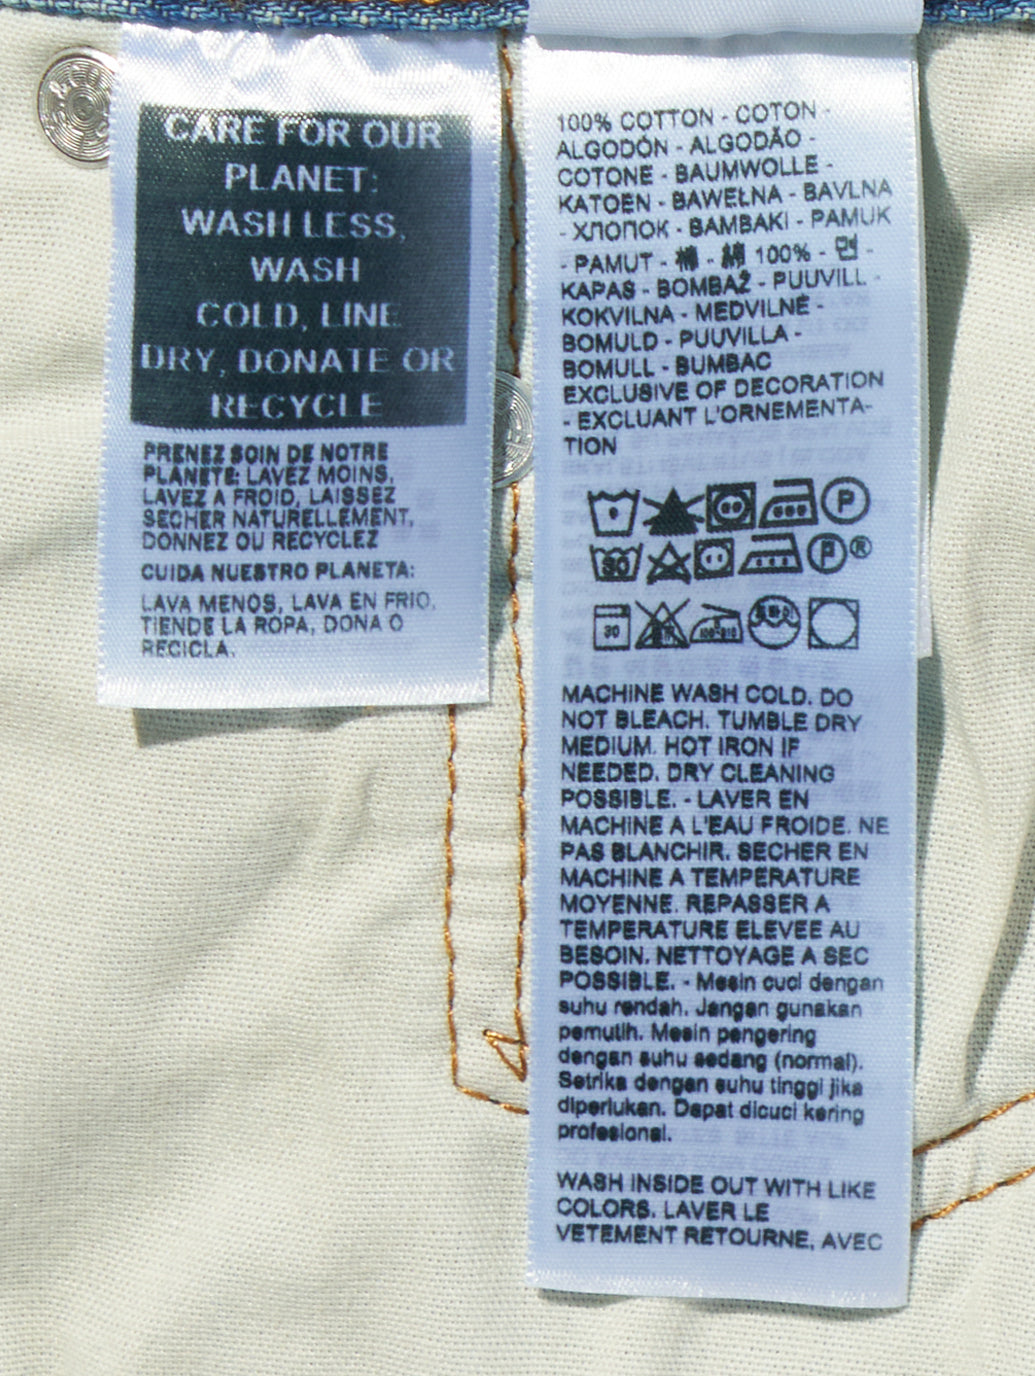 CARE FOR OUR
PLANET:
WASH LESS,
WASH
COLD, LINE
DRY, DONATE OR
RECYCLE
PRENEZ SOIN DE NOTRE
PLANETE: LAVEZ MOINS,
LAVEZ A FROID, LAISSEZ
SECHER NATURELLEMENT,
DONNEZ OU RECYCLEZ
CUIDA NUESTRO PLANETA:
LAVA MENOS, LAVA EN FRIO,
TIENDE LA ROPA, DONA O
RECICLA.
100% COTTON - COTON -
ALGODÓN - ALGODÃO -
COTONE - BAUMWOLLE -
KATOEN - BAWEŁNA - BAVLNA
- ХЛОПОК - BAMBAKI - PAMUK
- PAMUT - 棉 - 綿 100% - 면 -
KAPAS - BOMBAŽ - PUUVILL -
KOKVILNA - MEDVILNĖ -
BOMULD - PUUVILLA -
BOMULL - BUMBAC
EXCLUSIVE OF DECORATION
- EXCLUANT L'ORNEMENTA-
TION
P
30 P ®
30
MACHINE WASH COLD. DO
NOT BLEACH. TUMBLE DRY
MEDIUM. HOT IRON IF
NEEDED. DRY CLEANING
POSSIBLE. - LAVER EN
MACHINE A L'EAU FROIDE. NE
PAS BLANCHIR. SECHER EN
MACHINE A TEMPERATURE
MOYENNE. REPASSER A
TEMPERATURE ELEVEE AU
BESOIN. NETTOYAGE A SEC
POSSIBLE. - Mesin cuci dengan
suhu rendah. Jangan gunakan
pemutih. Mesin pengering
dengan suhu sedang (normal).
Setrika dengan suhu tinggi jika
diperlukan. Dapat dicuci kering
profesional.
WASH INSIDE OUT WITH LIKE
COLORS. LAVER LE
VETEMENT RETOURNE, AVEC